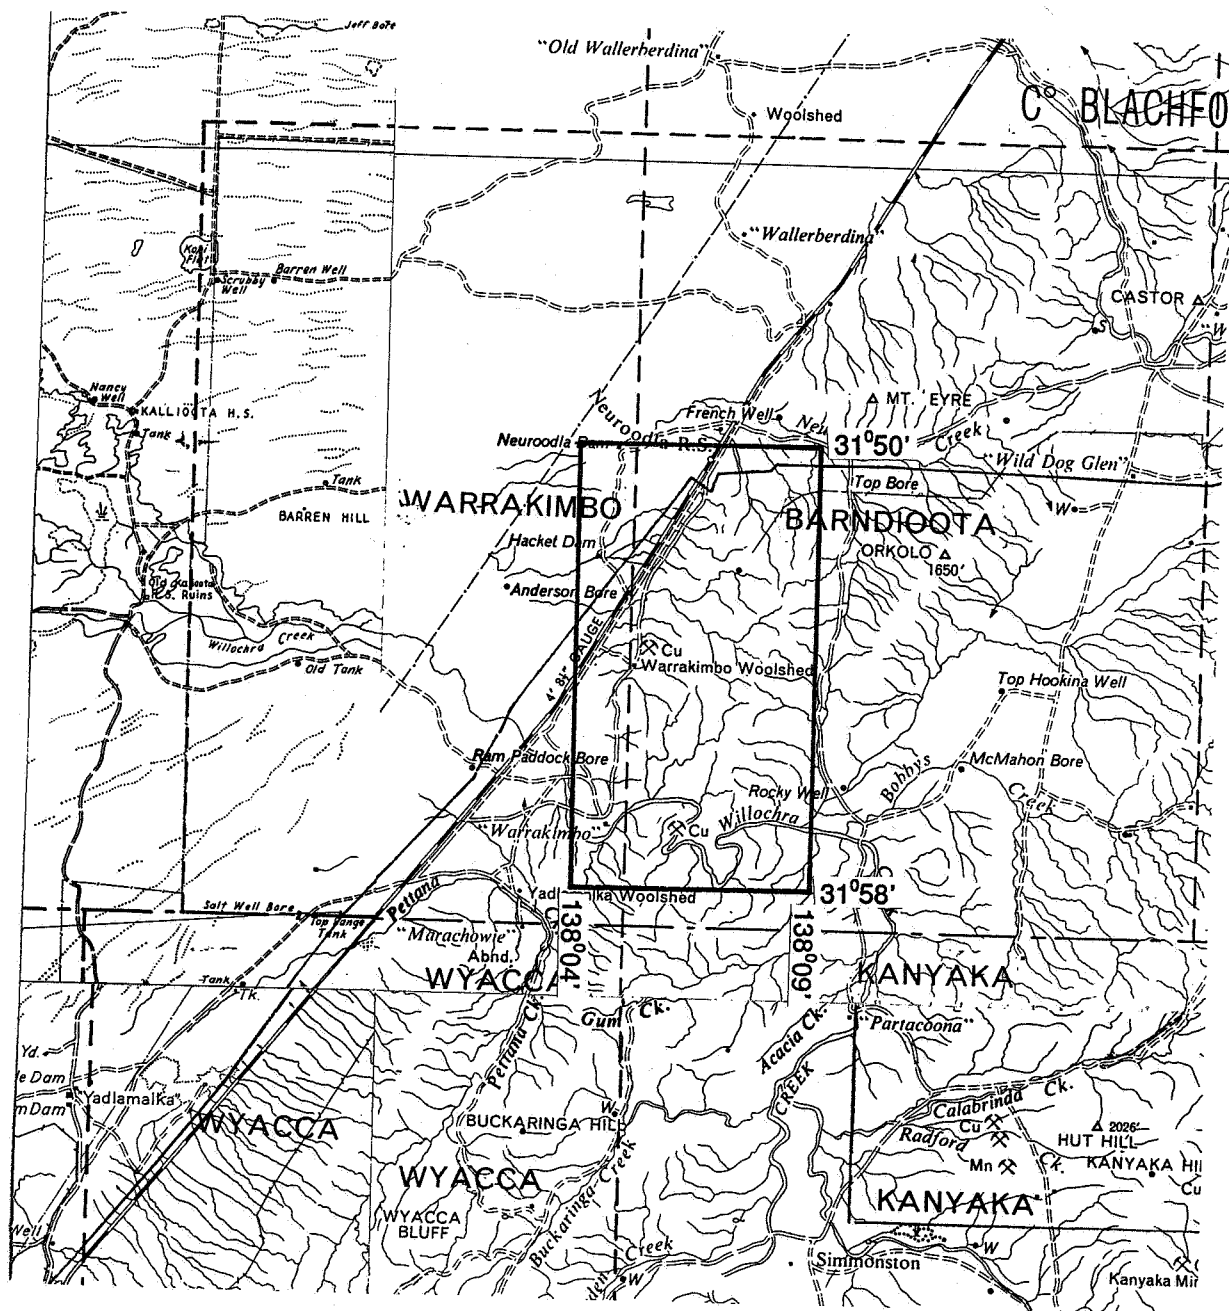 Jeff Bore
"Old Wallerberdina"
Woolshed
Cº BLACHFO
"Wallerberdina"
Flat
Barren Well
Scrubby
Well
CASTOR
"W
S
Nancy
Well
KALLIOOTA H.S.
Tank
MT. EYRE
French Well
Neuroodla R.S.
Creek
31°50'
Neuroodla Dam
"Wild Dog Glen"
Top Bore
Tank
WARRAKIMBO
BARNDIOOTA
W
BARREN HILL
Hacket Dam
ORKOLO
1650'
Anderson Bore
H.S. Ruins
Willochra Creek
Old Tank
4' 8½" GAUGE
Cu
Warrakimbo Woolshed
Top Hookina Well
Ram Paddock Bore
Bobbys
McMahon Bore
Rocky Well
Creek
"Warrakimbo"
Cu
Willochra
Pettana
31°58'
Salt Well Bore
Top Range
Tank
"Marachowie"
Abnd.
138°04'
138°09'
WYACCA
KANYAKA
Tank
Tk.
Gum Ck.
Acacia Ck.
"Partacoona"
Yd.
e Dam
m Dam
"Yadlamalka"
Pettana Ck.
CREEK
Calabrinda Ck.
Cu
2026'
WYACCA
BUCKARINGA HILL
W
Radford Ck.
HUT HILL
Mn
KANYAKA HI
Cu
WYACCA
KANYAKA
WYACCA
BLUFF
Buckaringa Creek
Well
Creek
W
W
Simmonston
Kanyaka Mir